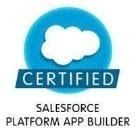 CERTIFIED
SALESFORCE
PLATFORM APP BUILDER